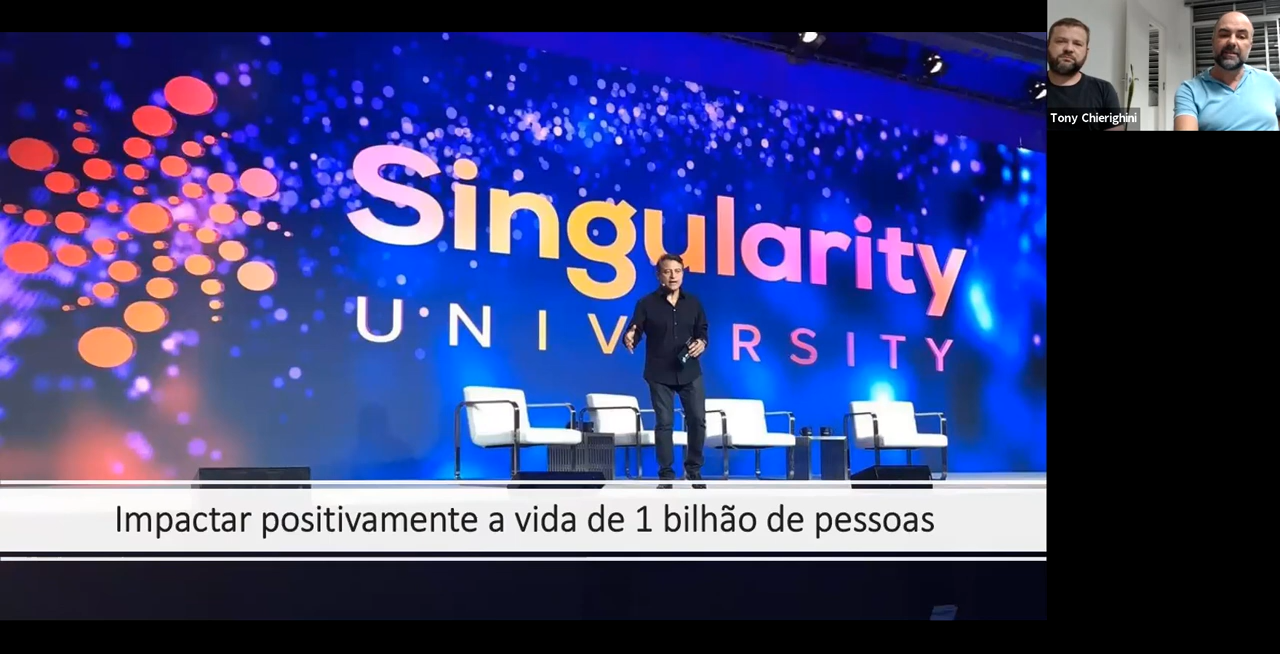 Singularity
UNIVERSITY
Impactar positivamente a vida de 1 bilhão de pessoas
Tony Chierighini